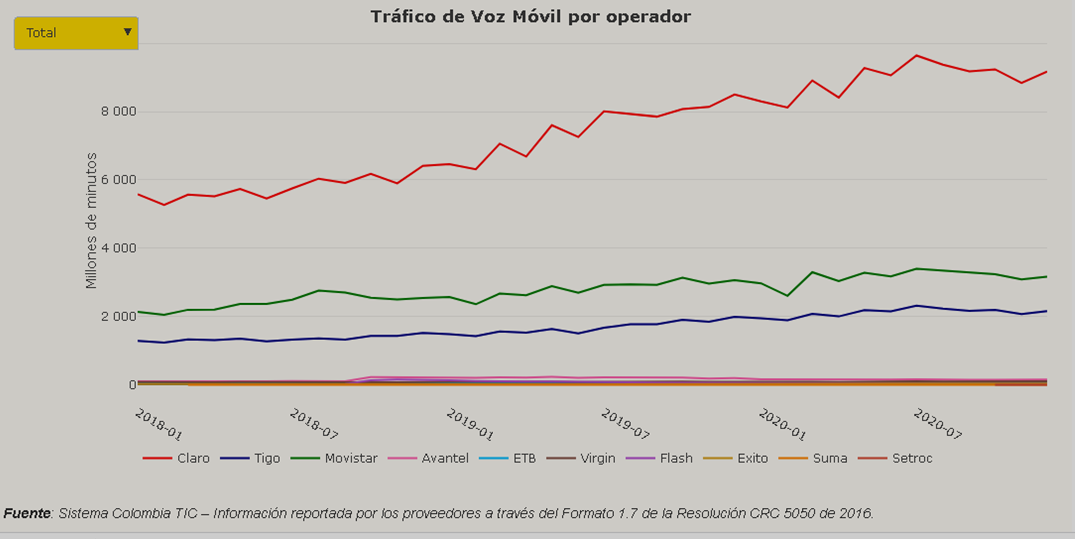 Tráfico de Voz Móvil por operador
Total ▼
Millones de minutos
8 000
6 000
4 000
2 000
0
2018-01 2018-07 2019-01 2019-07 2020-01 2020-07
Claro Tigo Movistar Avantel ETB Virgin Flash Exito Suma Setroc
Fuente: Sistema Colombia TIC – Información reportada por los proveedores a través del Formato 1.7 de la Resolución CRC 5050 de 2016.